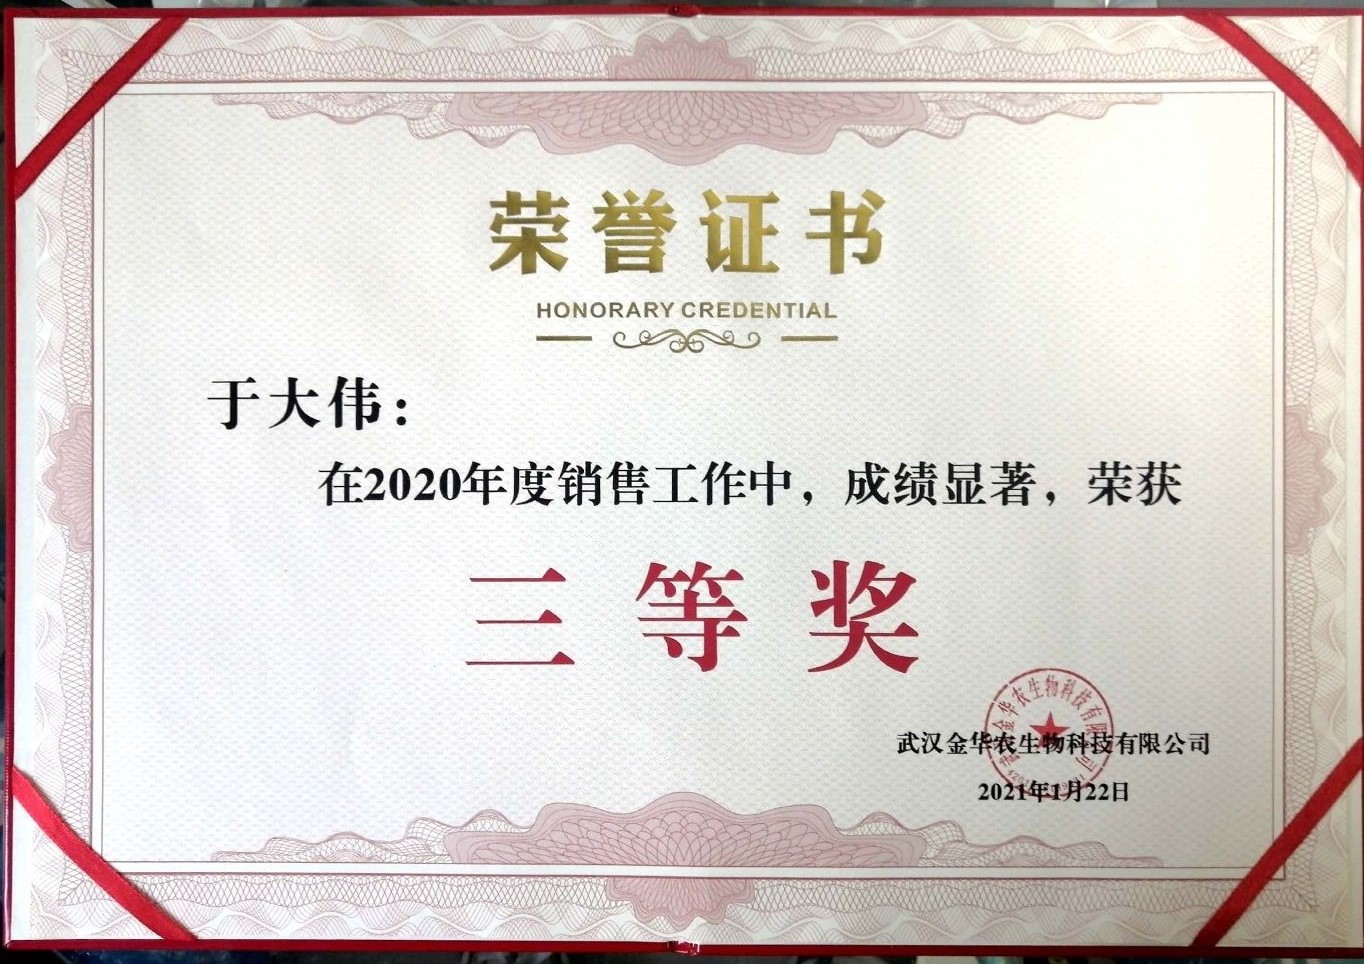 荣誉证书
HONORARY CREDENTIAL
于大伟：
在2020年度销售工作中，成绩显著，荣获
三等奖
武汉金华农生物科技有限公司
2021年1月22日